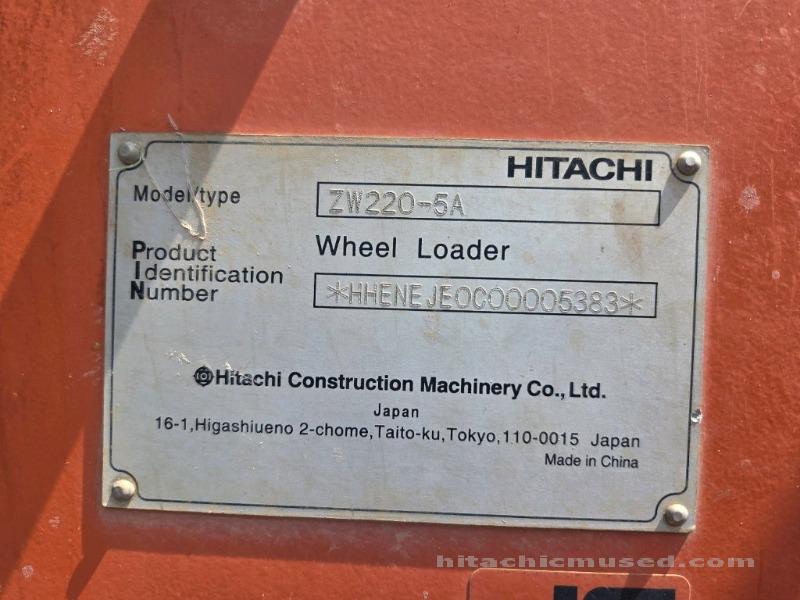 HITACHI
Model/type ZW220-5A
Wheel Loader
Product
Identification
Number
*HHENEJE0C00005383*
Hitachi Construction Machinery Co., Ltd.
Japan
16-1,Higashiueno 2-chome,Taito-ku,Tokyo,110-0015 Japan
Made in China
hitachicmused.com